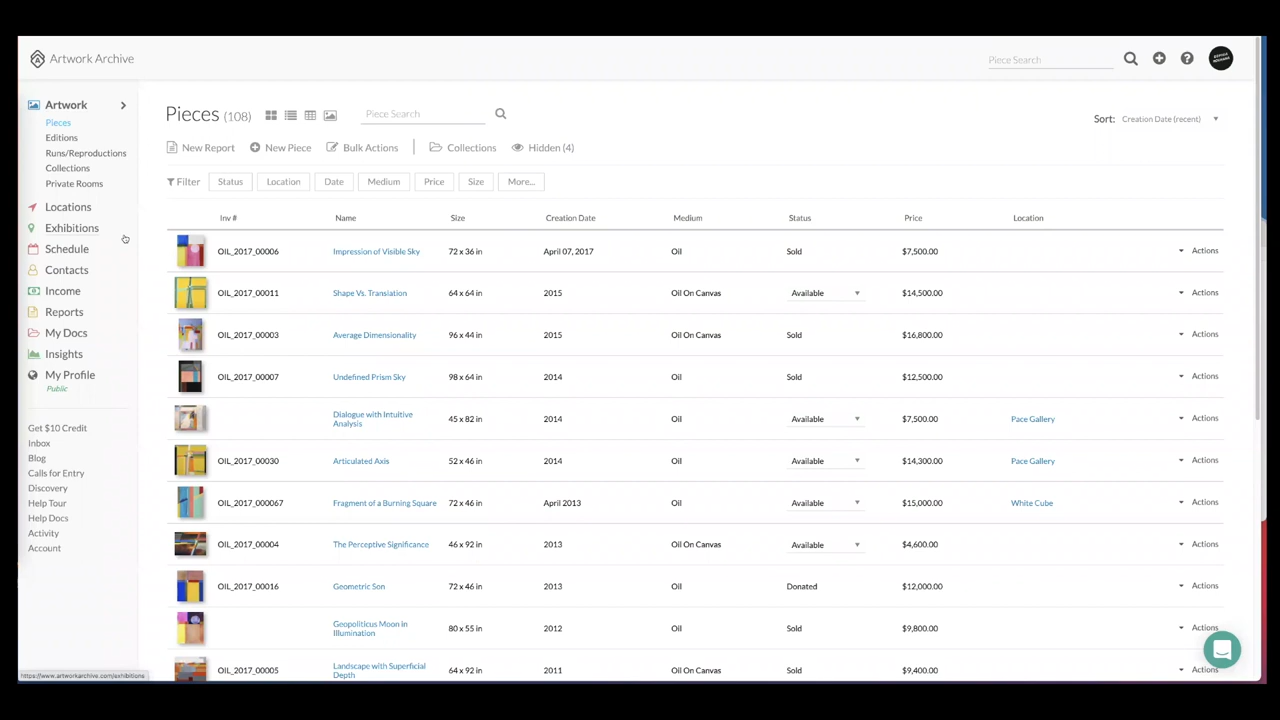 Artwork Archive
Piece Search
Artwork
Pieces
Editions
Runs/Reproductions
Collections
Private Rooms
Locations
Exhibitions
Schedule
Contacts
Income
Reports
My Docs
Insights
My Profile
Public
Get $10 Credit
Inbox
Blog
Calls for Entry
Discovery
Help Tour
Help Docs
Activity
Account
Pieces (108)
Piece Search
Sort: Creation Date (recent)
New Report New Piece Bulk Actions Collections Hidden (4)
Filter Status Location Date Medium Price Size More...
Inv # Name Size Creation Date Medium Status Price Location
OIL_2017_00006 Impression of Visible Sky 72 x 36 in April 07, 2017 Oil Sold $7,500.00 Actions
OIL_2017_00011 Shape Vs. Translation 64 x 64 in 2015 Oil On Canvas Available $14,500.00 Actions
OIL_2017_00003 Average Dimensionality 96 x 44 in 2015 Oil On Canvas Sold $16,800.00 Actions
OIL_2017_00007 Undefined Prism Sky 98 x 64 in 2014 Oil Sold $12,500.00 Actions
Dialogue with Intuitive
Analysis 45 x 82 in 2014 Oil Available $7,500.00 Pace Gallery Actions
OIL_2017_00030 Articulated Axis 52 x 46 in 2014 Oil Available $14,300.00 Pace Gallery Actions
OIL_2017_000067 Fragment of a Burning Square 72 x 46 in April 2013 Oil Available $15,000.00 White Cube Actions
OIL_2017_00004 The Perceptive Significance 46 x 92 in 2013 Oil On Canvas Available $4,600.00 Actions
OIL_2017_00016 Geometric Son 72 x 46 in 2013 Oil Donated $12,000.00 Actions
Geopoliticus Moon in
Illumination 80 x 55 in 2012 Oil Sold $9,800.00 Actions
OIL_2017_00005 Landscape with Superficial
Depth 64 x 92 in 2011 Oil On Canvas Sold $9,400.00 Actions
https://www.artworkarchive.com/exhibitions